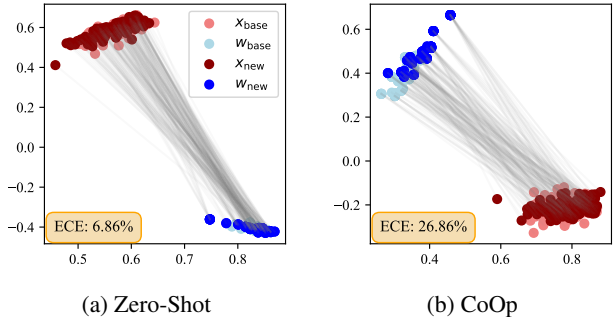 0.6
0.4
0.2
0.0
−0.2
−0.4
x_base
w_base
x_new
w_new
ECE: 6.86%
0.5 0.6 0.7 0.8
(a) Zero-Shot
0.6
0.4
0.2
0.0
−0.2
ECE: 26.86%
0.4 0.6 0.8
(b) CoOp